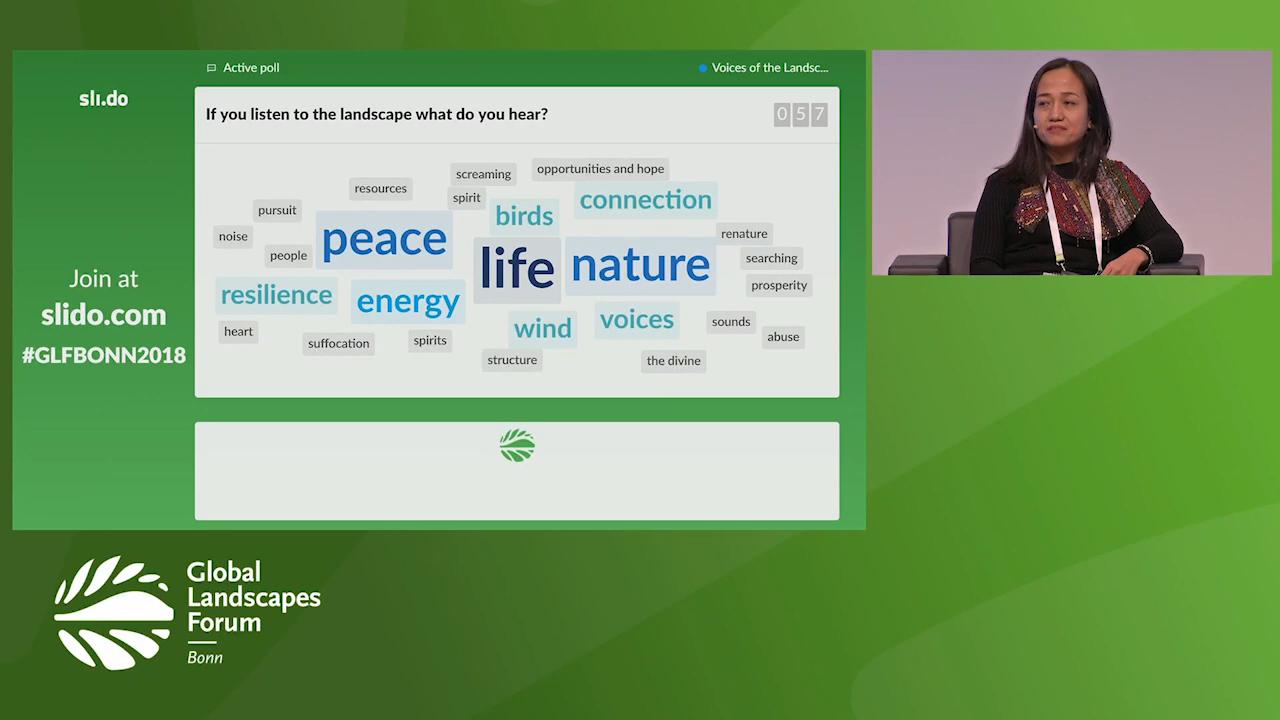 Active poll
Voices of the Landsc...
sli.do
If you listen to the landscape what do you hear?
057
screaming
opportunities and hope
resources
spirit
connection
pursuit
birds
noise
peace
renature
people
life
nature
searching
resilience
energy
prosperity
Join at
slido.com
#GLFBONN2018
heart
suffocation
spirits
wind
voices
sounds
abuse
structure
the divine
Global
Landscapes
Forum
Bonn